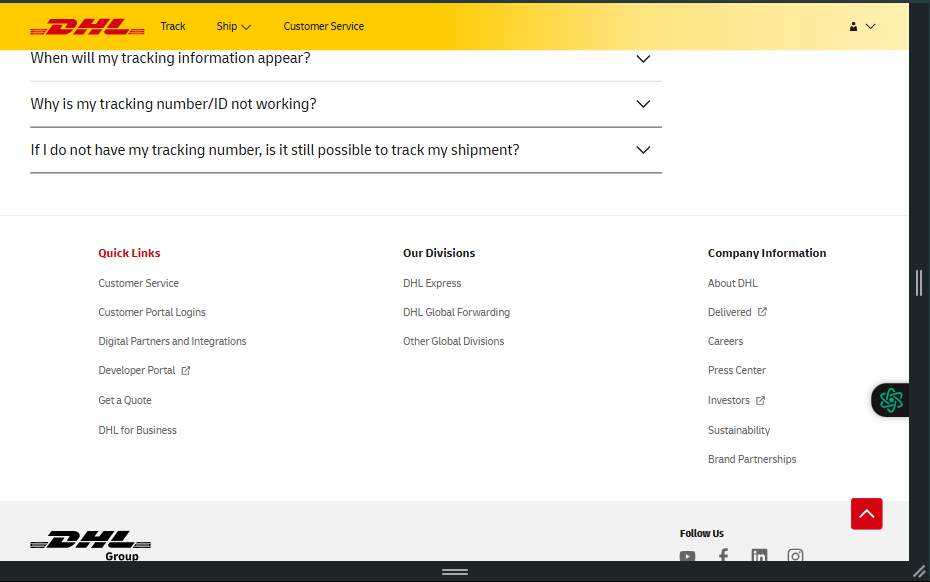 DHL Track Ship Customer Service
When will my tracking information appear?
Why is my tracking number/ID not working?
If I do not have my tracking number, is it still possible to track my shipment?
Quick Links
Customer Service
Customer Portal Logins
Digital Partners and Integrations
Developer Portal
Get a Quote
DHL for Business
Our Divisions
DHL Express
DHL Global Forwarding
Other Global Divisions
Company Information
About DHL
Delivered
Careers
Press Center
Investors
Sustainability
Brand Partnerships
DHL
Group
Follow Us